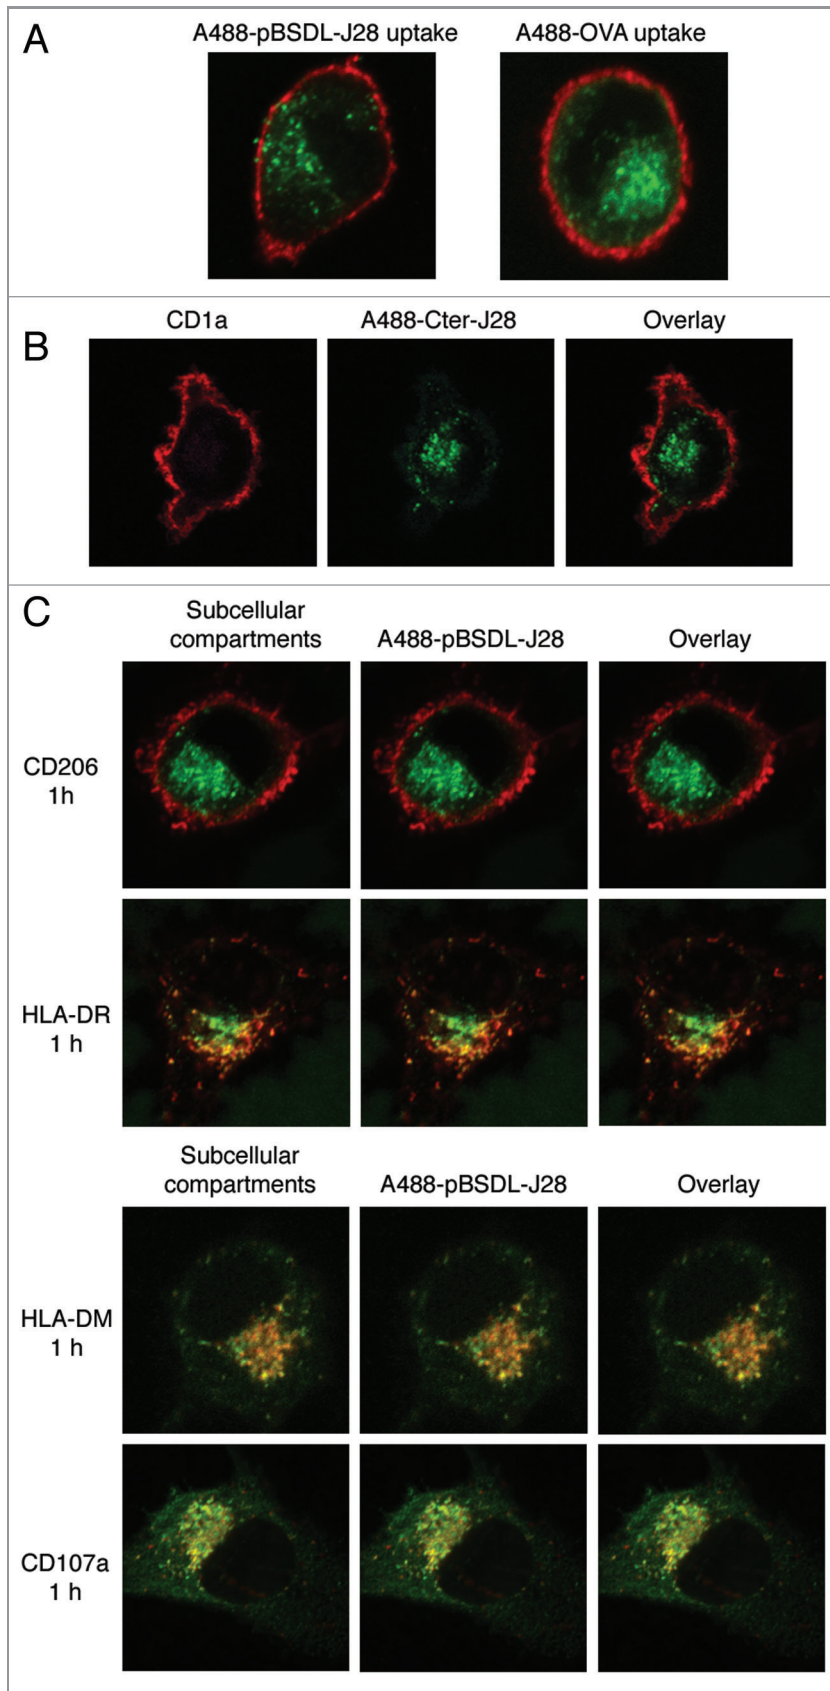 A
A488-pBSDL-J28 uptake
A488-OVA uptake
B
CD1a
A488-Cter-J28
Overlay
C
Subcellular
compartments
A488-pBSDL-J28
Overlay
CD206
1h
HLA-DR
1 h
Subcellular
compartments
A488-pBSDL-J28
Overlay
HLA-DM
1 h
CD107a
1 h